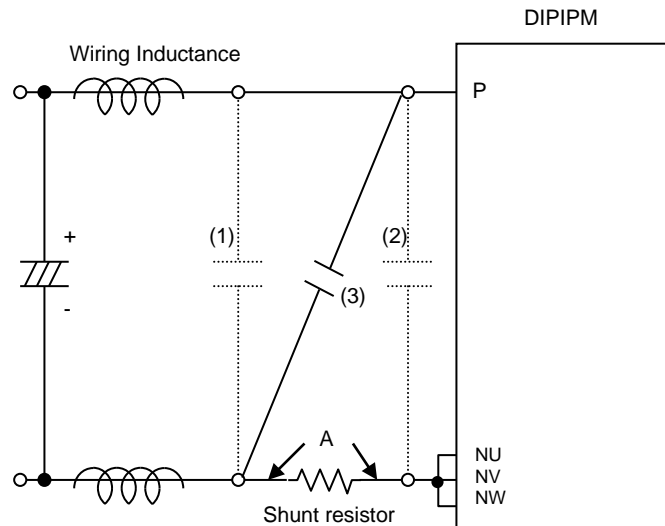 DIPIPM
Wiring Inductance
P
+
(1)
(2)
(3)
-
A
NU
NV
NW
Shunt resistor